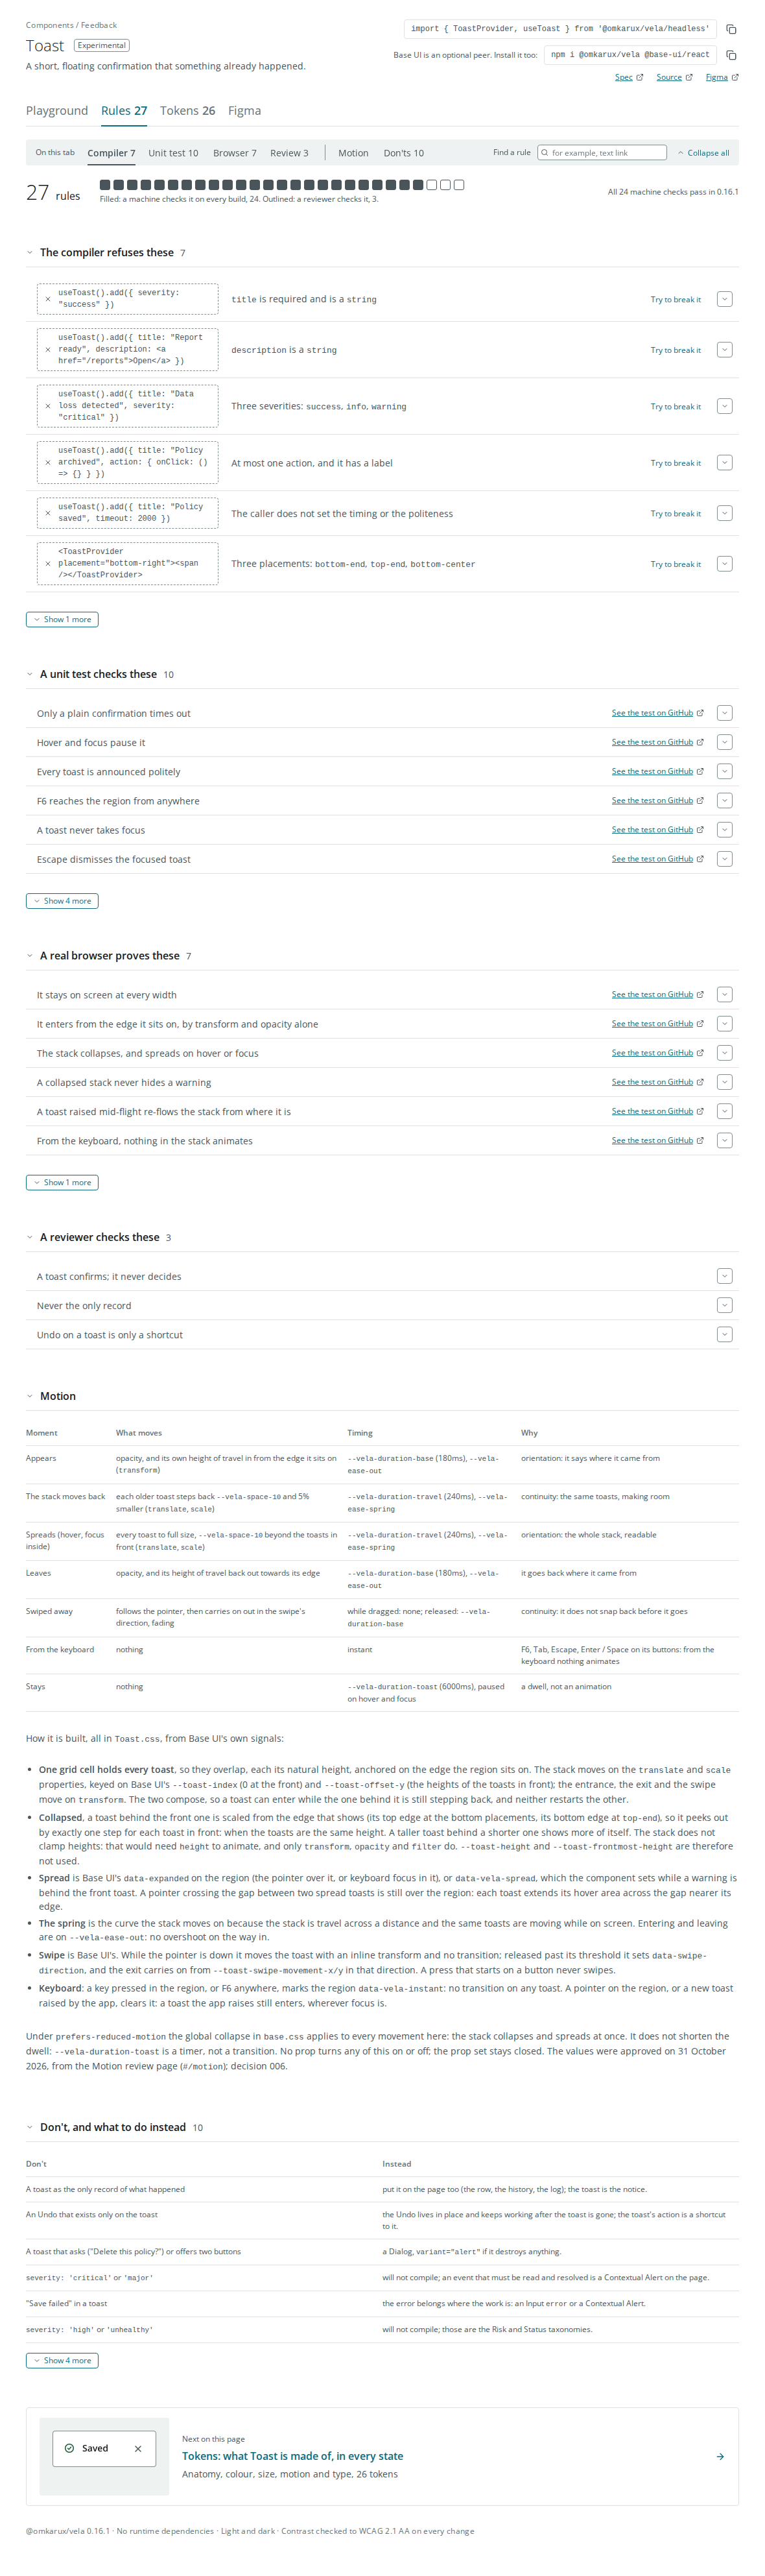 Components / Feedback
Toast Experimental
A short, floating confirmation that something already happened.
import { ToastProvider, useToast } from '@omkarux/vela/headless'
Base UI is an optional peer. Install it too: npm i @omkarux/vela @base-ui/react
Spec Source Figma
Playground Rules 27 Tokens 26 Figma
On this tab Compiler 7 Unit test 10 Browser 7 Review 3 Motion Don'ts 10 Find a rule for example, text link Collapse all
27 rules
Filled: a machine checks it on every build, 24. Outlined: a reviewer checks it, 3.
All 24 machine checks pass in 0.16.1
The compiler refuses these 7
useToast().add({ severity:
"success" })
title is required and is a string Try to break it
useToast().add({ title: "Report
ready", description: <a
href="/reports">Open</a> })
description is a string Try to break it
useToast().add({ title: "Data
loss detected", severity:
"critical" })
Three severities: success, info, warning Try to break it
useToast().add({ title: "Policy
archived", action: { onClick: ()
=> {} } })
At most one action, and it has a label Try to break it
useToast().add({ title: "Policy
saved", timeout: 2000 })
The caller does not set the timing or the politeness Try to break it
<ToastProvider
placement="bottom-right"><span
/></ToastProvider>
Three placements: bottom-end, top-end, bottom-center Try to break it
Show 1 more
A unit test checks these 10
Only a plain confirmation times out See the test on GitHub
Hover and focus pause it See the test on GitHub
Every toast is announced politely See the test on GitHub
F6 reaches the region from anywhere See the test on GitHub
A toast never takes focus See the test on GitHub
Escape dismisses the focused toast See the test on GitHub
Show 4 more
A real browser proves these 7
It stays on screen at every width See the test on GitHub
It enters from the edge it sits on, by transform and opacity alone See the test on GitHub
The stack collapses, and spreads on hover or focus See the test on GitHub
A collapsed stack never hides a warning See the test on GitHub
A toast raised mid-flight re-flows the stack from where it is See the test on GitHub
From the keyboard, nothing in the stack animates See the test on GitHub
Show 1 more
A reviewer checks these 3
A toast confirms; it never decides
Never the only record
Undo on a toast is only a shortcut
Motion
Moment What moves Timing Why
Appears
opacity, and its own height of travel in from the edge it sits on
(transform)
--vela-duration-base (180ms), --vela-
ease-out
orientation: it says where it came from
The stack moves back
each older toast steps back --vela-space-10 and 5%
smaller (translate, scale)
--vela-duration-travel (240ms), --vela-
ease-spring
continuity: the same toasts, making room
Spreads (hover, focus
inside)
every toast to full size, --vela-space-10 beyond the toasts in
front (translate, scale)
--vela-duration-travel (240ms), --vela-
ease-spring
orientation: the whole stack, readable
Leaves
opacity, and its height of travel back out towards its edge
--vela-duration-base (180ms), --vela-
ease-out
it goes back where it came from
Swiped away
follows the pointer, then carries on out in the swipe's
direction, fading
while dragged: none; released: --vela-
duration-base
continuity: it does not snap back before it goes
From the keyboard
nothing
instant
F6, Tab, Escape, Enter / Space on its buttons: from the
keyboard nothing animates
Stays
nothing
--vela-duration-toast (6000ms), paused
on hover and focus
a dwell, not an animation
How it is built, all in Toast.css, from Base UI's own signals:
• One grid cell holds every toast, so they overlap, each its natural height, anchored on the edge the region sits on. The stack moves on the translate and scale
properties, keyed on Base UI's --toast-index (0 at the front) and --toast-offset-y (the heights of the toasts in front); the entrance, the exit and the swipe
move on transform. The two compose, so a toast can enter while the one behind it is still stepping back, and neither restarts the other.
• Collapsed, a toast behind the front one is scaled from the edge that shows (its top edge at the bottom placements, its bottom edge at top-end), so it peeks out
by exactly one step for each toast in front: when the toasts are the same height. A taller toast behind a shorter one shows more of itself. The stack does not
clamp heights: that would need height to animate, and only transform, opacity and filter do. --toast-height and --toast-frontmost-height are therefore
not used.
• Spread is Base UI's data-expanded on the region (the pointer over it, or keyboard focus in it), or data-vela-spread, which the component sets while a warning is
behind the front toast. A pointer crossing the gap between two spread toasts is still over the region: each toast extends its hover area across the gap nearer its
edge.
• The spring is the curve the stack moves on because the stack is travel across a distance and the same toasts are moving while on screen. Entering and leaving
are on --vela-ease-out: no overshoot on the way in.
• Swipe is Base UI's. While the pointer is down it moves the toast with an inline transform and no transition; released past its threshold it sets data-swipe-
direction, and the exit carries on from --toast-swipe-movement-x/y in that direction. A press that starts on a button never swipes.
• Keyboard: a key pressed in the region, or F6 anywhere, marks the region data-vela-instant: no transition on any toast. A pointer on the region, or a new toast
raised by the app, clears it: a toast the app raises still enters, wherever focus is.
Under prefers-reduced-motion the global collapse in base.css applies to every movement here: the stack collapses and spreads at once. It does not shorten the
dwell: --vela-duration-toast is a timer, not a transition. No prop turns any of this on or off; the prop set stays closed. The values were approved on 31 October
2026, from the Motion review page (#/motion); decision 006.
Don't, and what to do instead 10
Don't Instead
A toast as the only record of what happened
put it on the page too (the row, the history, the log); the toast is the notice.
An Undo that exists only on the toast
the Undo lives in place and keeps working after the toast is gone; the toast's action is a shortcut
to it.
A toast that asks ("Delete this policy?") or offers two buttons
a Dialog, variant="alert" if it destroys anything.
severity: 'critical' or 'major'
will not compile; an event that must be read and resolved is a Contextual Alert on the page.
"Save failed" in a toast
the error belongs where the work is: an Input error or a Contextual Alert.
severity: 'high' or 'unhealthy'
will not compile; those are the Risk and Status taxonomies.
Show 4 more
Saved
Next on this page
Tokens: what Toast is made of, in every state
Anatomy, colour, size, motion and type, 26 tokens
@omkarux/vela 0.16.1 · No runtime dependencies · Light and dark · Contrast checked to WCAG 2.1 AA on every change